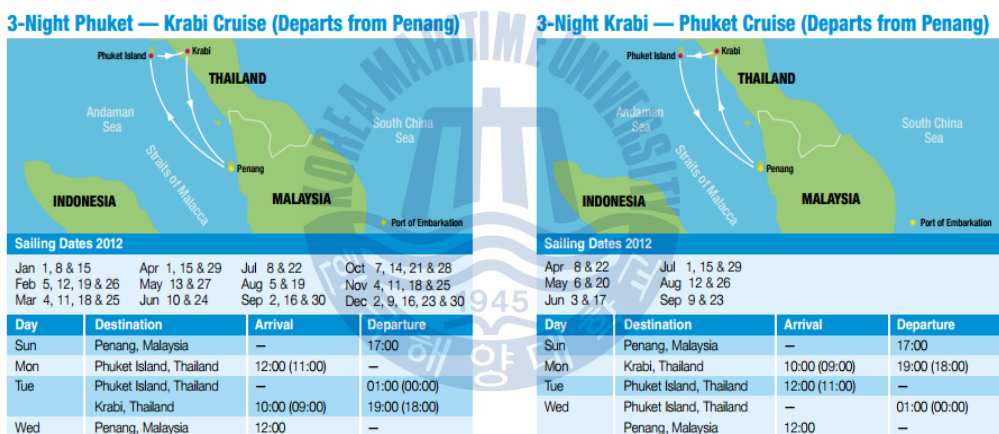 3-Night Phuket — Krabi Cruise (Departs from Penang)
Phuket Island
Krabi
THAILAND
Andaman
Sea
South China
Sea
Straits of Malacca
Penang
INDONESIA
MALAYSIA
Port of Embarkation
Sailing Dates 2012
Jan 1, 8 & 15 Apr 1, 15 & 29 Jul 8 & 22 Oct 7, 14, 21 & 28
Feb 5, 12, 19 & 26 May 13 & 27 Aug 5 & 19 Nov 4, 11, 18 & 25
Mar 4, 11, 18 & 25 Jun 10 & 24 Sep 2, 16 & 30 Dec 2, 9, 16, 23 & 30
Day Destination Arrival Departure
Sun Penang, Malaysia — 17:00
Mon Phuket Island, Thailand 12:00 (11:00) —
Tue Phuket Island, Thailand — 01:00 (00:00)
Krabi, Thailand 10:00 (09:00) 19:00 (18:00)
Wed Penang, Malaysia 12:00 —
3-Night Krabi — Phuket Cruise (Departs from Penang)
Phuket Island
Krabi
THAILAND
Andaman
Sea
South China
Sea
Straits of Malacca
Penang
INDONESIA
MALAYSIA
Port of Embarkation
Sailing Dates 2012
Apr 8 & 22 Jul 1, 15 & 29
May 6 & 20 Aug 12 & 26
Jun 3 & 17 Sep 9 & 23
Day Destination Arrival Departure
Sun Penang, Malaysia — 17:00
Mon Krabi, Thailand 10:00 (09:00) 19:00 (18:00)
Tue Phuket Island, Thailand 12:00 (11:00) —
Wed Phuket Island, Thailand — 01:00 (00:00)
Penang, Malaysia 12:00 —
KOREA MARITIME UNIVERSITY
1945
해양대